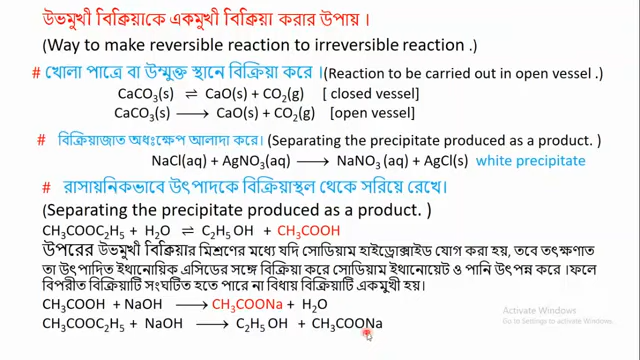 উভমুখী বিক্রিয়াকে একমুখী বিক্রিয়া করার উপায় ।
(Way to make reversible reaction to irreversible reaction .)
# খোলা পাত্রে বা উম্মুক্ত স্থানে বিক্রিয়া করে । (Reaction to be carried out in open vessel .)
CaCO₃(s) ⇌ CaO(s) + CO₂(g) [ closed vessel]
CaCO₃(s) ⟶ CaO(s) + CO₂(g) [open vessel]
# বিক্রিয়াজাত অধঃক্ষেপ আলাদা করে। (Separating the precipitate produced as a product. )
NaCl(aq) + AgNO₃(aq) ⟶ NaNO₃ (aq) + AgCl(s) white precipitate
# রাসায়নিকভাবে উৎপাদকে বিক্রিয়াস্থল থেকে সরিয়ে রেখে।
(Separating the precipitate produced as a product. )
CH₃COOC₂H₅ + H₂O ⇌ C₂H₅ OH + CH₃COOH
উপরের উভমুখী বিক্রিয়ার মিশ্রণের মধ্যে যদি সোডিয়াম হাইড্রোক্সাইড যোগ করা হয়, তবে তৎক্ষণাত
তা উৎপাদিত ইথানোয়িক এসিডের সঙ্গে বিক্রিয়া করে সোডিয়াম ইথানোয়েট ও পানি উৎপন্ন করে। ফলে
বিপরীত বিক্রিয়াটি সংঘটিত হতে পারে না বিধায় বিক্রিয়াটি একমুখী হয়।
CH₃COOH + NaOH ⟶ CH₃COONa + H₂O
CH₃COOC₂H₅ + NaOH ⟶ C₂H₅ OH + CH₃COONa
Activate Windows
Go to Settings to activate Windows.